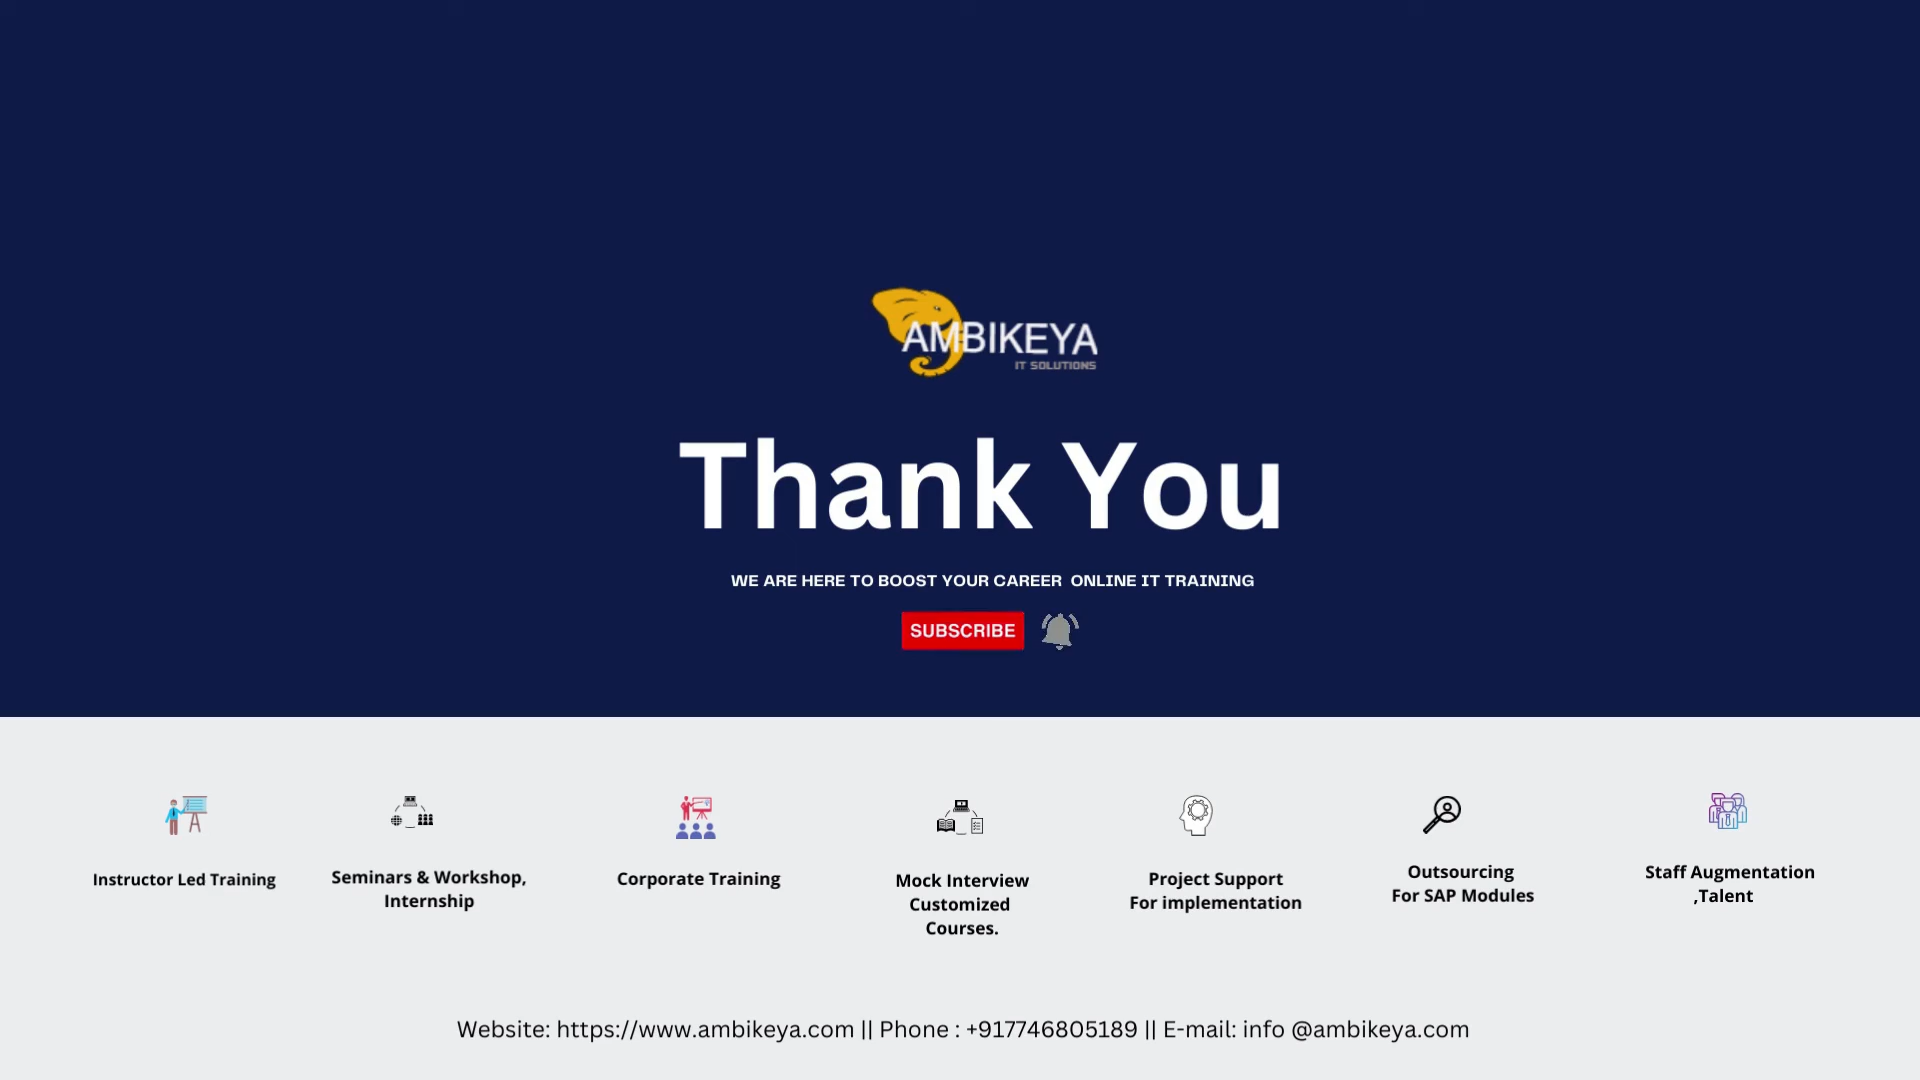 AMBIKEYA
IT SOLUTIONS
Thank You
WE ARE HERE TO BOOST YOUR CAREER  ONLINE IT TRAINING
SUBSCRIBE
Instructor Led Training
Seminars & Workshop,
Internship
Corporate Training
Mock Interview
Customized
Courses.
Project Support
For implementation
Outsourcing
For SAP Modules
Staff Augmentation
,Talent
Website: https://www.ambikeya.com || Phone : +917746805189 || E-mail: info @ambikeya.com